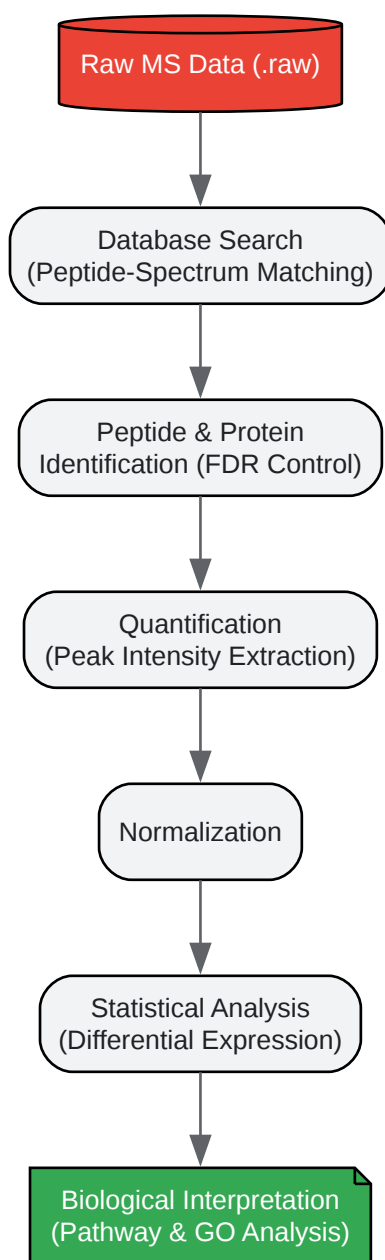 Raw MS Data (.raw)
Database Search
(Peptide-Spectrum Matching)
Peptide & Protein
Identification (FDR Control)
Quantification
(Peak Intensity Extraction)
Normalization
Statistical Analysis
(Differential Expression)
Biological Interpretation
(Pathway & GO Analysis)